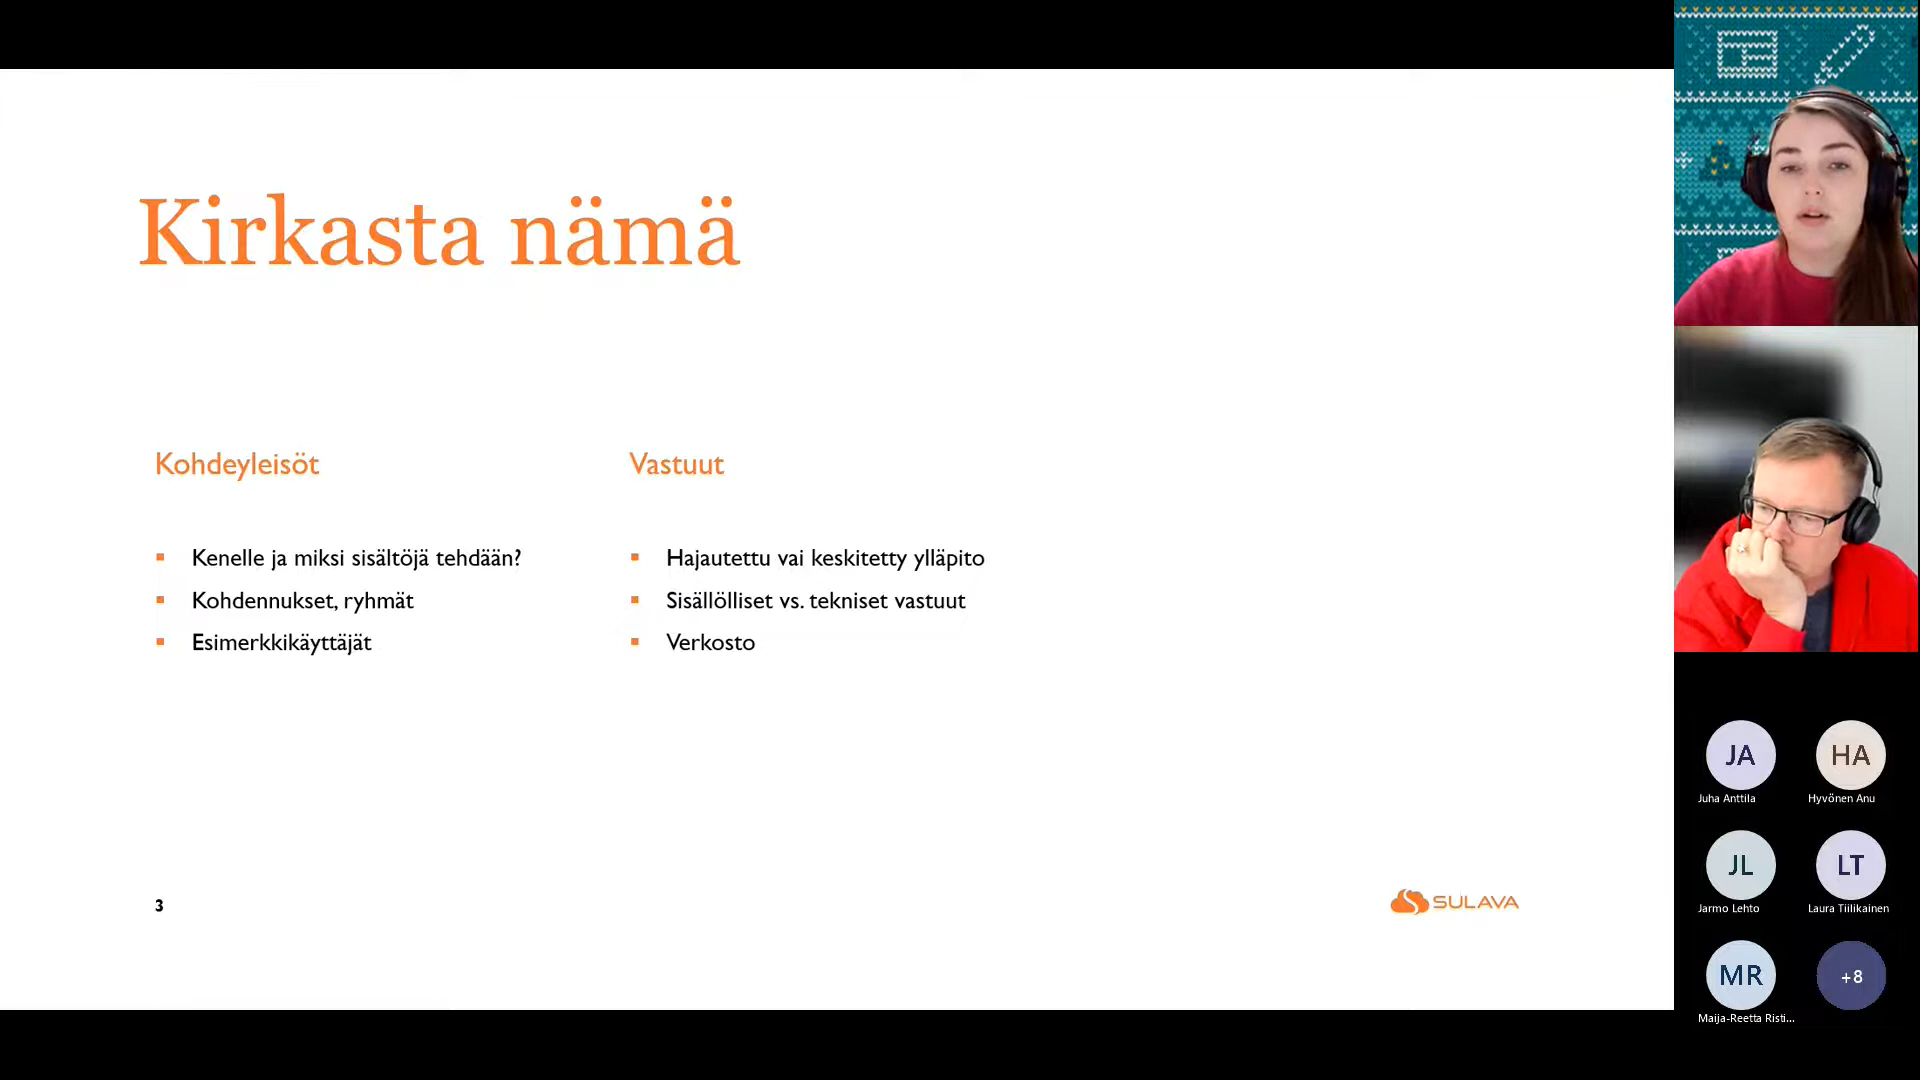 Kirkasta nämä
Kohdeyleisöt
Kenelle ja miksi sisältöjä tehdään?
Kohdennukset, ryhmät
Esimerkkikäyttäjät
Vastuut
Hajautettu vai keskitetty ylläpito
Sisällölliset vs. tekniset vastuut
Verkosto
3
SULAVA
JA
Juha Anttila
HA
Hyvönen Anu
JL
Jarmo Lehto
LT
Laura Tiilikainen
MR
Maija-Reetta Risti...
+8